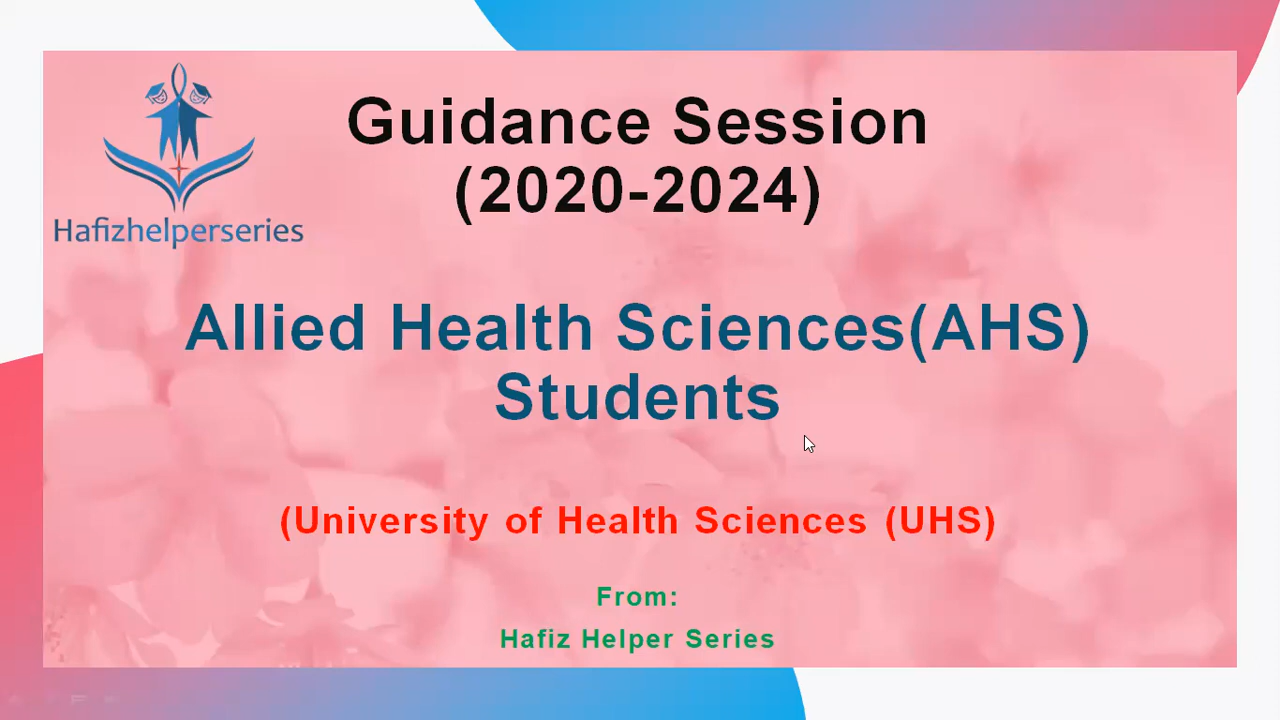 Guidance Session
(2020-2024)
Hafizhelperseries
Allied Health Sciences(AHS)
Students
(University of Health Sciences (UHS)
From:
Hafiz Helper Series